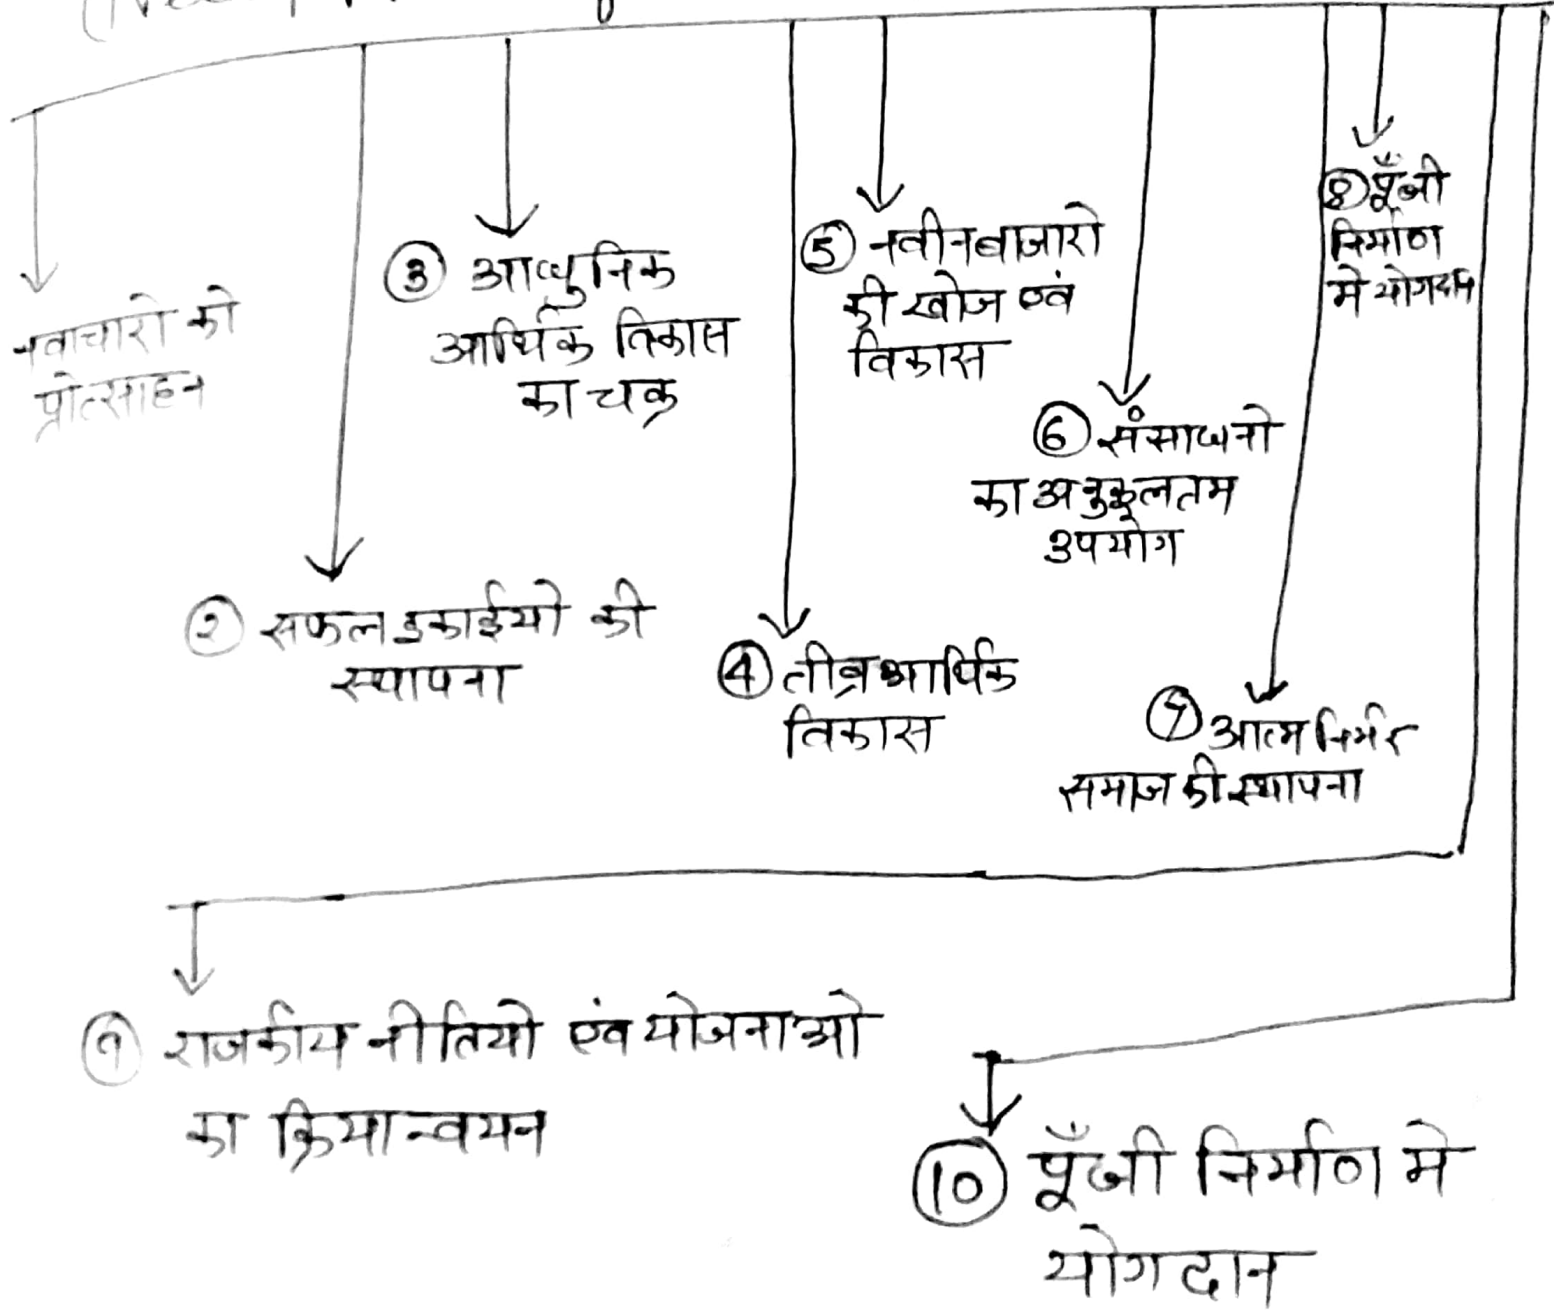 नवाचारो को
प्रोत्साहन
② सफल इकाईयो की
स्थापना
③ आधुनिक
आर्थिक विकास
का चक्र
④ तीव्र आर्थिक
विकास
⑤ नवीन बाजारो
की खोज एवं
विकास
⑥ संसाधनो
का अनुकूलतम
उपयोग
⑦ आत्म निर्भर
समाज की स्थापना
⑧ पूँजी
निर्माण
मे योगदान
⑨ राजकीय नीतियो एंव योजनाओ
का क्रियान्वयन
⑩ पूँजी निर्माण मे
योगदान